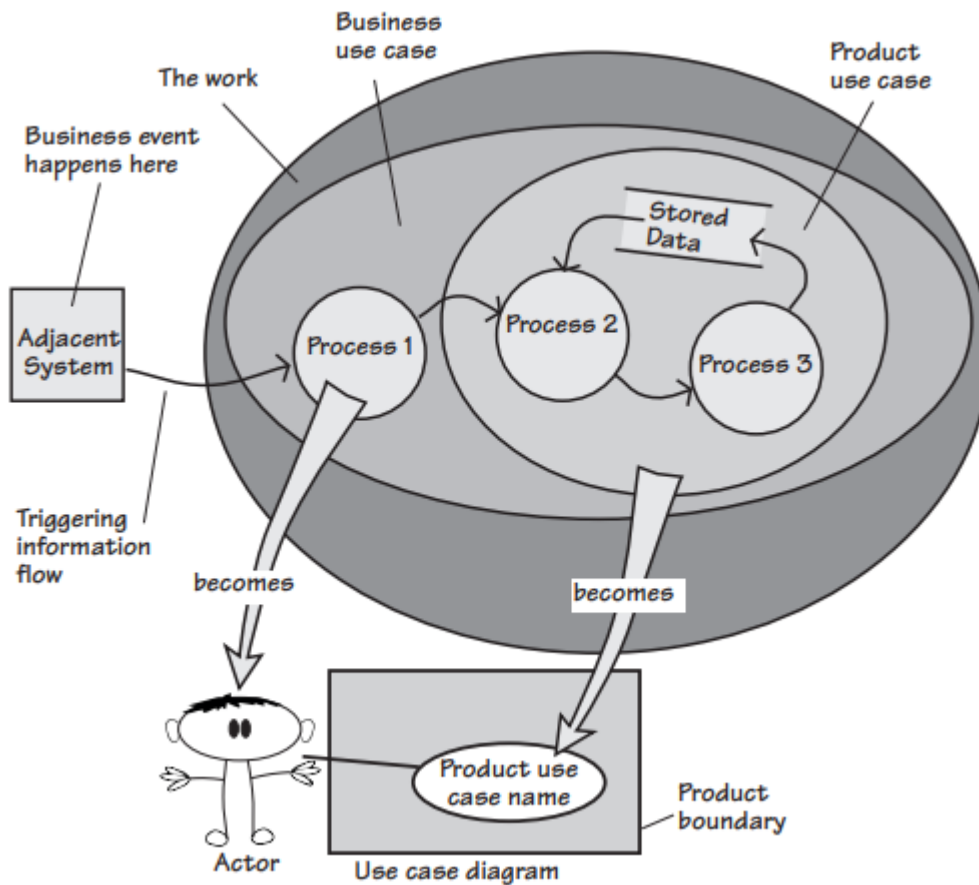 Business
use case
Product
use case
The work
Business event
happens here
Stored
Data
Adjacent
System
Process 1
Process 2
Process 3
Triggering
information
flow
becomes
becomes
Product use
case name
Product
boundary
Actor
Use case diagram